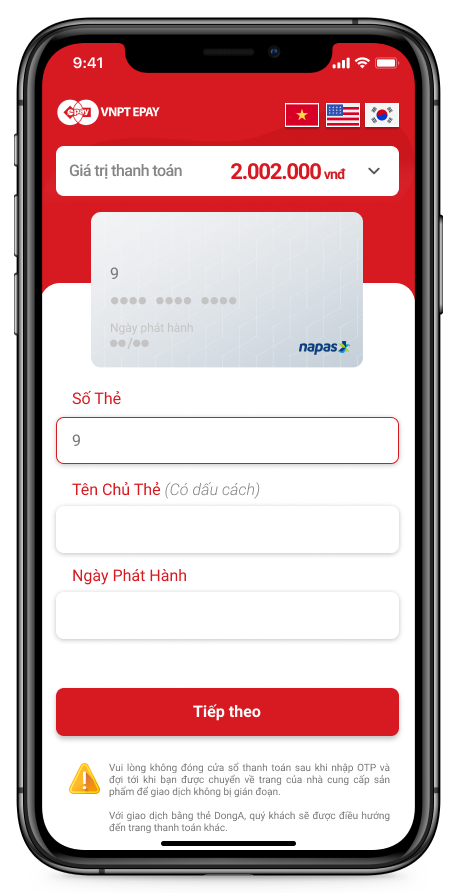 9:41
epay VNPT EPAY
Giá trị thanh toán 2.002.000 vnđ
9
●●●● ●●●● ●●●●
Ngày phát hành
●●/●●
napas
Số Thẻ
9
Tên Chủ Thẻ (Có dấu cách)
Ngày Phát Hành
Tiếp theo
Vui lòng không đóng cửa sổ thanh toán sau khi nhập OTP và
đợi tới khi bạn được chuyển về trang của nhà cung cấp sản
phẩm để giao dịch không bị gián đoạn.
Với giao dịch bằng thẻ DongA, quý khách sẽ được điều hướng
đến trang thanh toán khác.